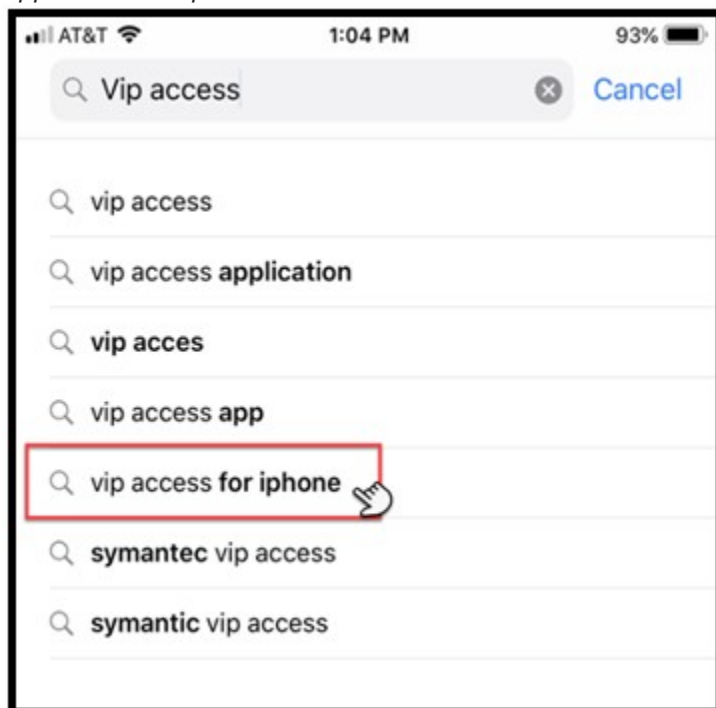 AT&T 1:04 PM 93%
Vip access Cancel
vip access
vip access application
vip acces
vip access app
vip access for iphone
symantec vip access
symantic vip access